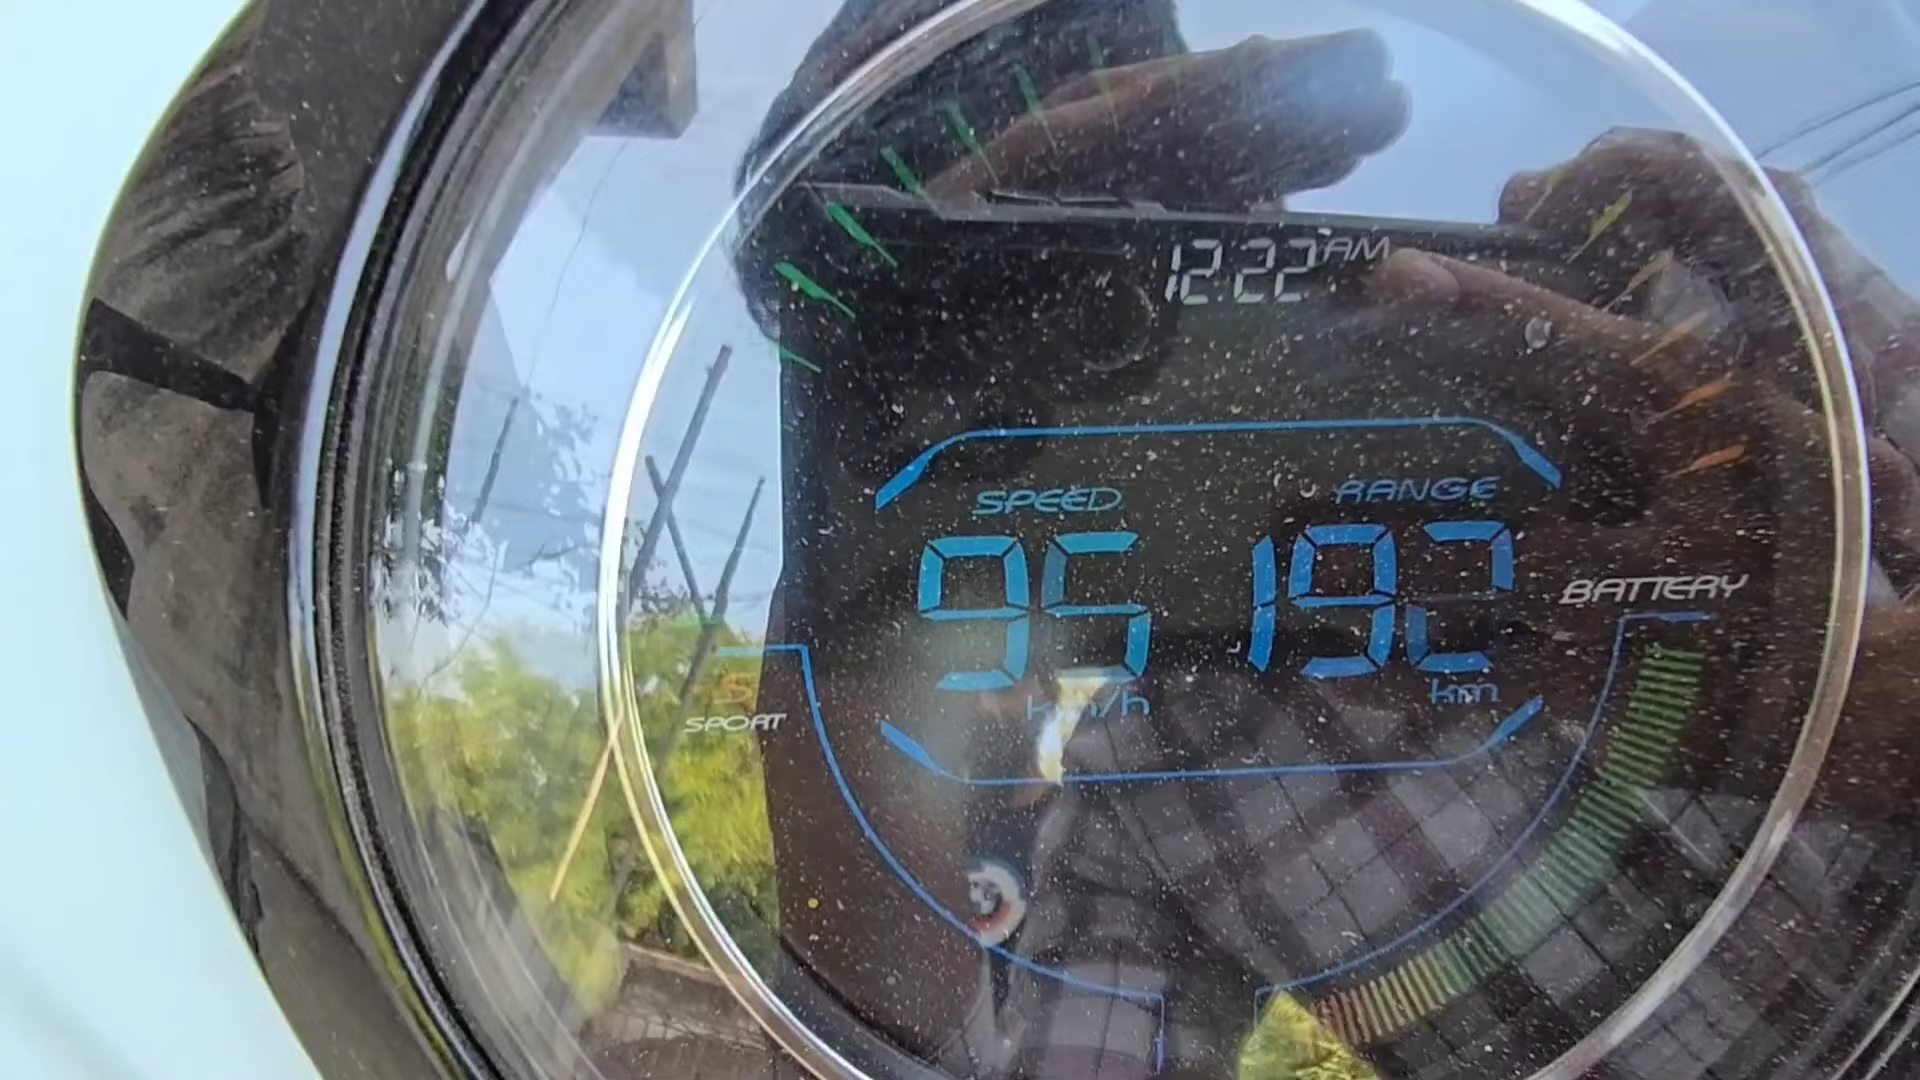 12:22 AM
SPEED RANGE
95 192
km/h km
BATTERY
S
SPORT